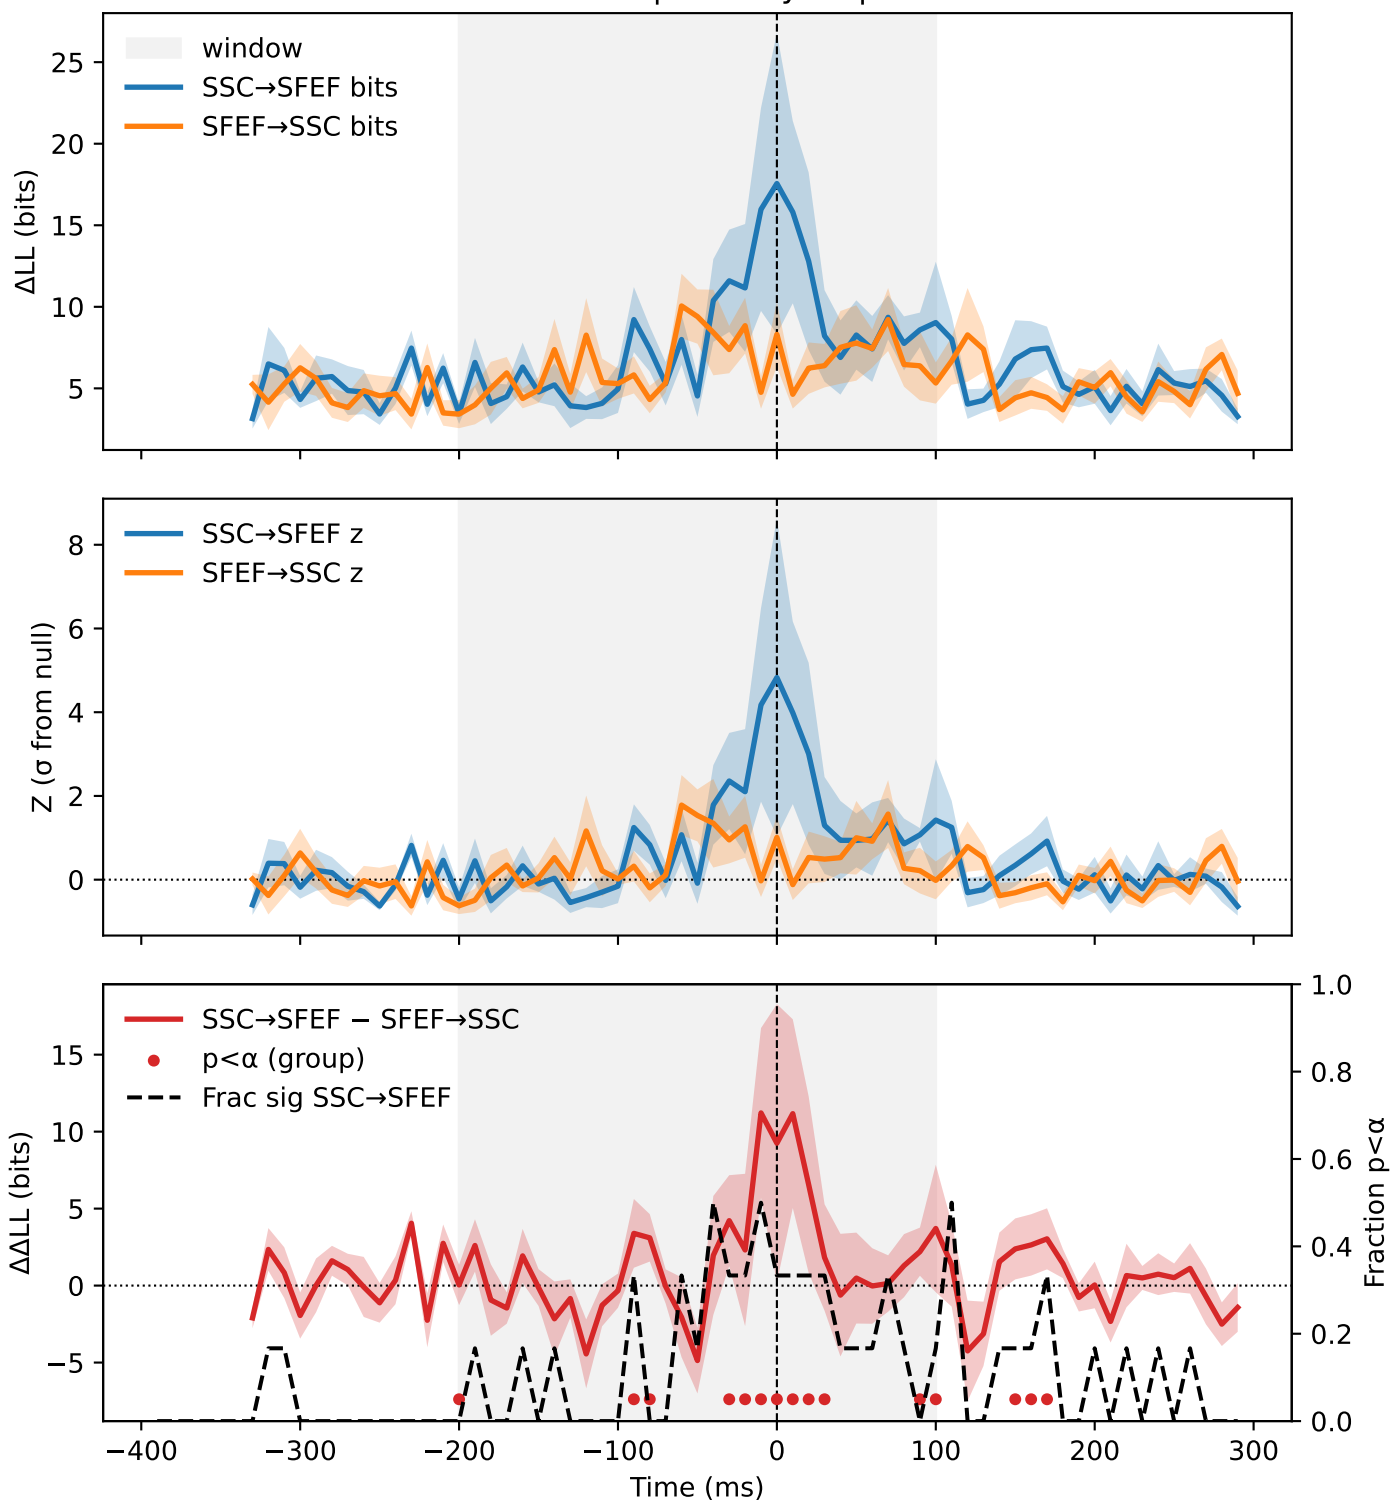 window
SSC→SFEF bits
SFEF→SSC bits
ΔLL (bits)
25
20
15
10
5
SSC→SFEF z
SFEF→SSC z
Z (σ from null)
8
6
4
2
0
SSC→SFEF − SFEF→SSC
p<α (group)
Frac sig SSC→SFEF
ΔΔLL (bits)
15
10
5
0
−5
1.0
0.8
0.6
0.4
0.2
0.0
Fraction p<α
−400 −300 −200 −100 0 100 200 300
Time (ms)